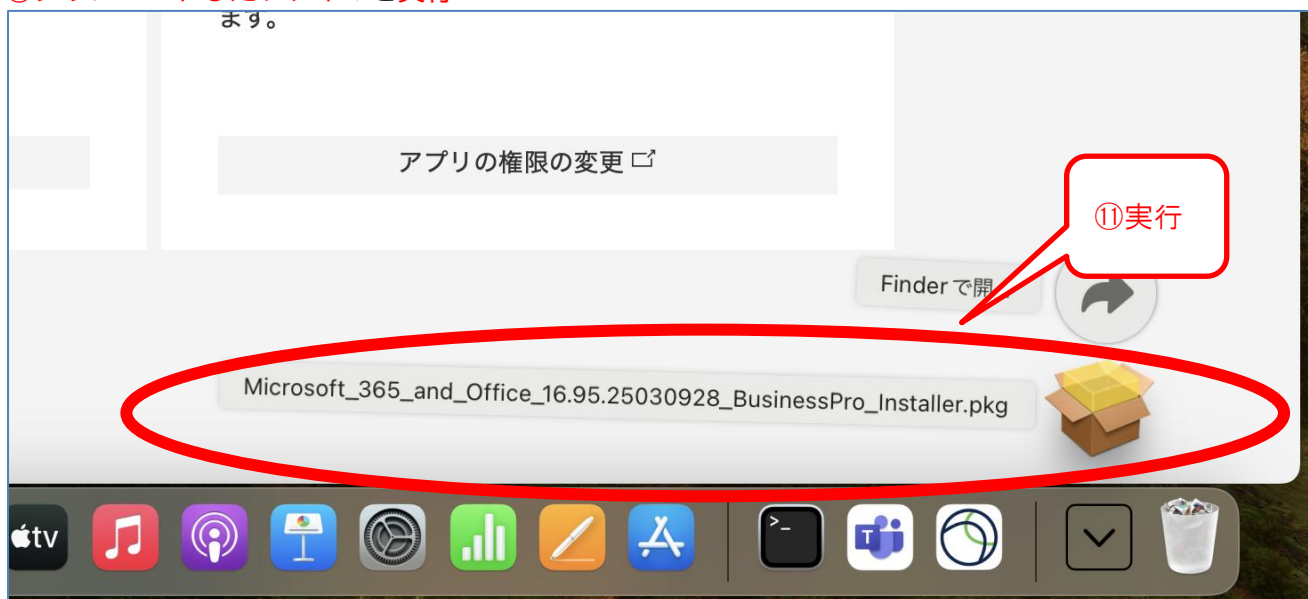 ます。
アプリの権限の変更
⑪実行
Finderで開
Microsoft_365_and_Office_16.95.25030928_BusinessPro_Installer.pkg
tv